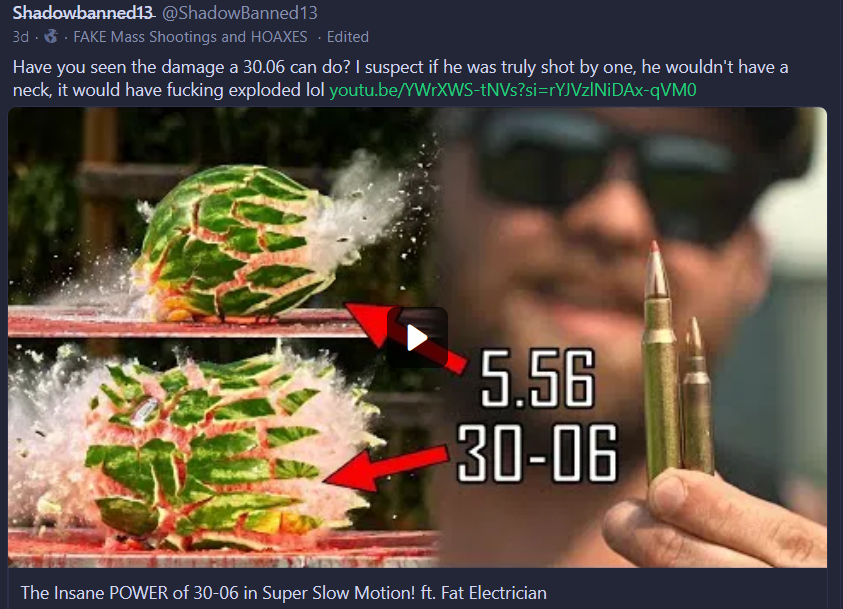 Shadowbanned13 @ShadowBanned13
3d · · FAKE Mass Shootings and HOAXES · Edited
Have you seen the damage a 30.06 can do? I suspect if he was truly shot by one, he wouldn't have a
neck, it would have fucking exploded lol youtu.be/YWrXWS-tNVs?si=rYJVzlNiDAx-qVM0
5.56
30-06
The Insane POWER of 30-06 in Super Slow Motion! ft. Fat Electrician